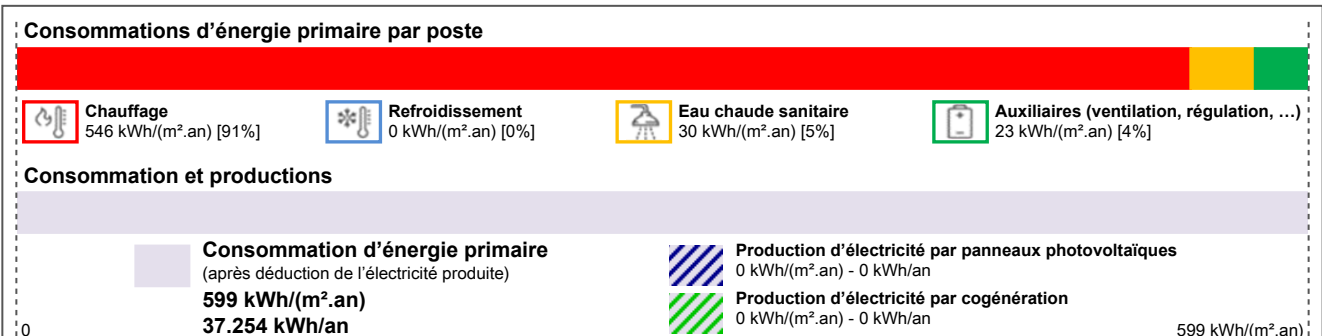 Consommations d’énergie primaire par poste
Chauffage
546 kWh/(m².an) [91%]
Refroidissement
0 kWh/(m².an) [0%]
Eau chaude sanitaire
30 kWh/(m².an) [5%]
Auxiliaires (ventilation, régulation, …)
23 kWh/(m².an) [4%]
Consommation et productions
Consommation d’énergie primaire
(après déduction de l’électricité produite)
599 kWh/(m².an)
37.254 kWh/an
Production d’électricité par panneaux photovoltaïques
0 kWh/(m².an) - 0 kWh/an
Production d’électricité par cogénération
0 kWh/(m².an) - 0 kWh/an
0
599 kWh/(m².an)